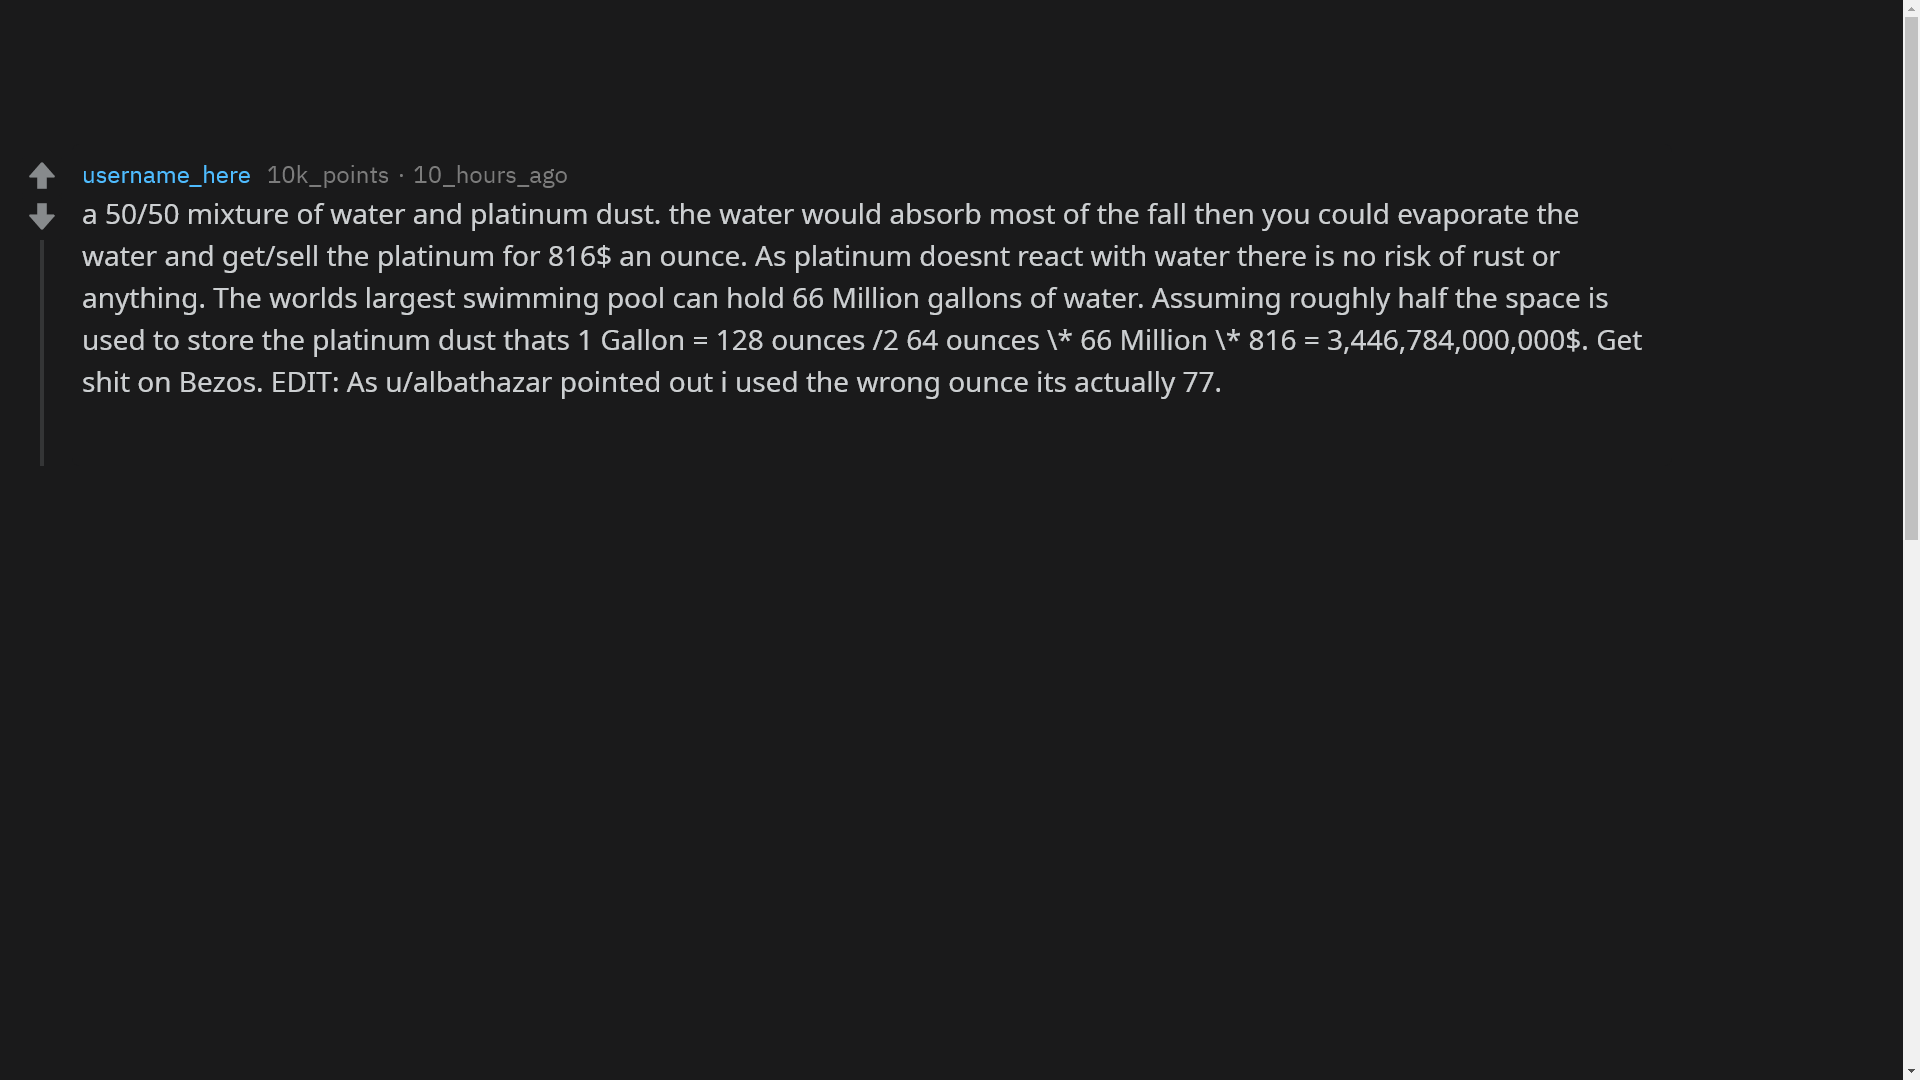 username_here 10k_points · 10_hours_ago
a 50/50 mixture of water and platinum dust. the water would absorb most of the fall then you could evaporate the
water and get/sell the platinum for 816$ an ounce. As platinum doesnt react with water there is no risk of rust or
anything. The worlds largest swimming pool can hold 66 Million gallons of water. Assuming roughly half the space is
used to store the platinum dust thats 1 Gallon = 128 ounces /2 64 ounces \* 66 Million \* 816 = 3,446,784,000,000$. Get
shit on Bezos. EDIT: As u/albathazar pointed out i used the wrong ounce its actually 77.